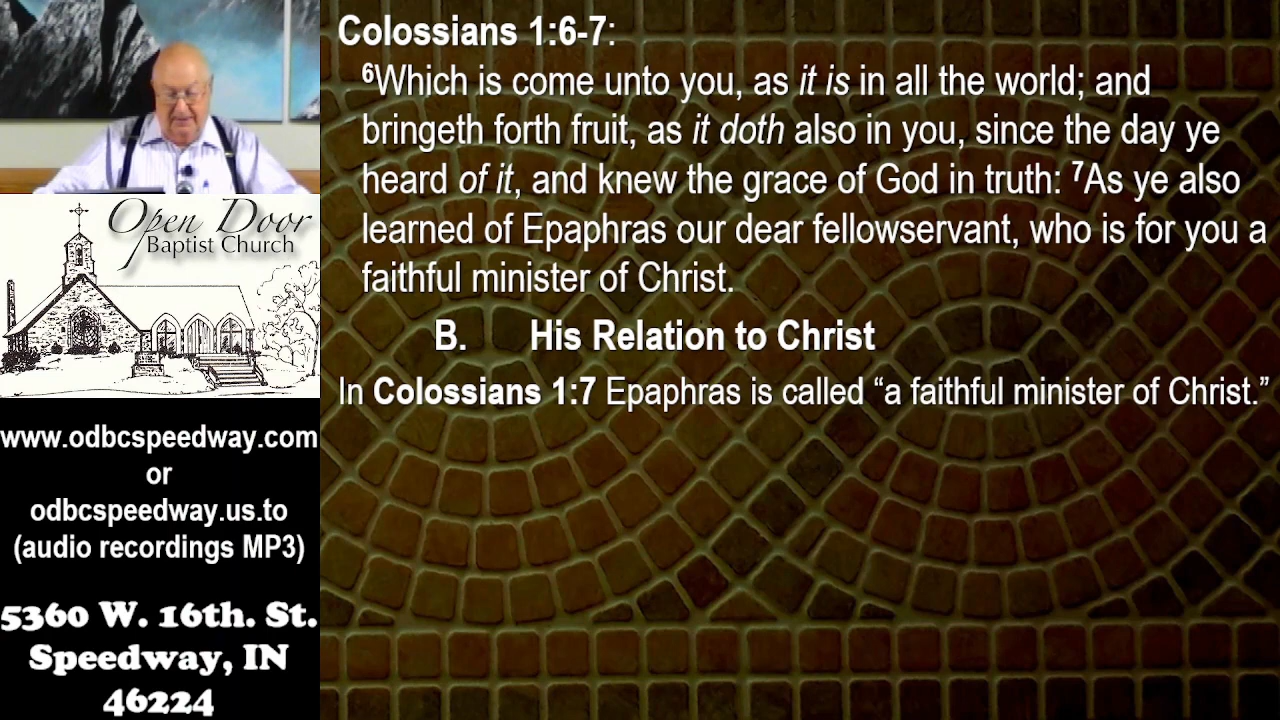 Open Door
Baptist Church
www.odbcspeedway.com
or
odbcspeedway.us.to
(audio recordings MP3)
5360 W. 16th. St.
Speedway, IN
46224
Colossians 1:6-7:
⁶Which is come unto you, as it is in all the world; and
bringeth forth fruit, as it doth also in you, since the day ye
heard of it, and knew the grace of God in truth: ⁷As ye also
learned of Epaphras our dear fellowservant, who is for you a
faithful minister of Christ.
B. His Relation to Christ
In Colossians 1:7 Epaphras is called “a faithful minister of Christ.”